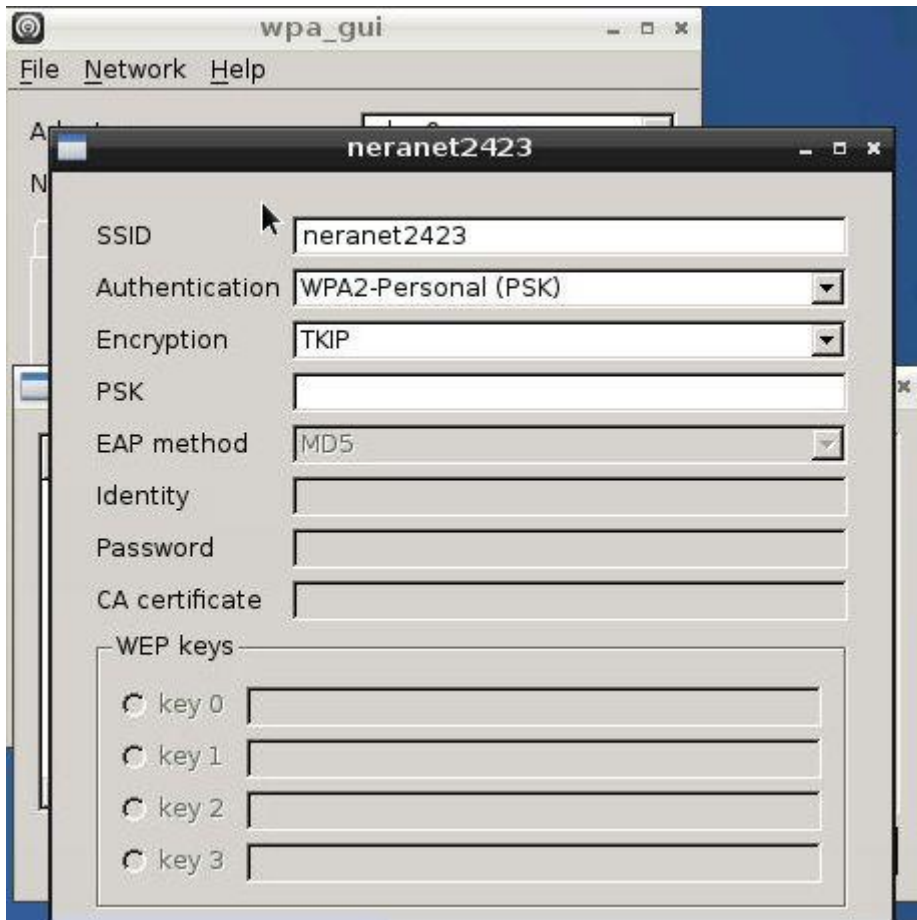 wpa_gui
File Network Help
neranet2423
SSID neranet2423
Authentication WPA2-Personal (PSK)
Encryption TKIP
PSK
EAP method MD5
Identity
Password
CA certificate
WEP keys
key 0
key 1
key 2
key 3